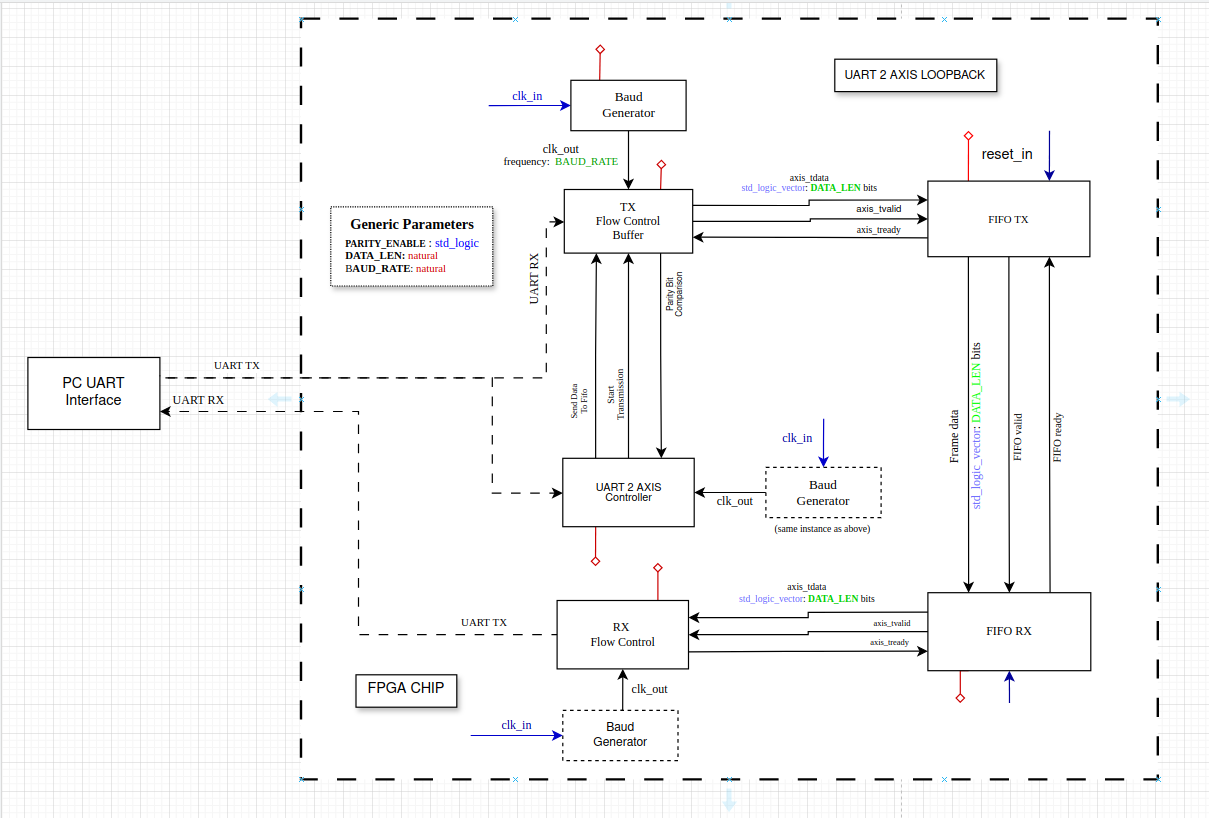 UART 2 AXIS LOOPBACK
clk_in
Baud
Generator
clk_out
frequency: BAUD_RATE
reset_in
axis_tdata
std_logic_vector: DATA_LEN bits
axis_tvalid
axis_tready
TX
Flow Control
Buffer
FIFO TX
Generic Parameters
PARITY_ENABLE : std_logic
DATA_LEN: natural
BAUD_RATE: natural
UART RX
Parity Bit
Comparison
PC UART
Interface
UART TX
UART RX
Send Data
To Fifo
Start
Transmission
Frame data
std_logic_vector: DATA_LEN bits
FIFO valid
FIFO ready
clk_in
UART 2 AXIS
Controller
clk_out
Baud
Generator
(same instance as above)
axis_tdata
std_logic_vector: DATA_LEN bits
axis_tvalid
axis_tready
UART TX
RX
Flow Control
FIFO RX
FPGA CHIP
clk_out
clk_in
Baud
Generator